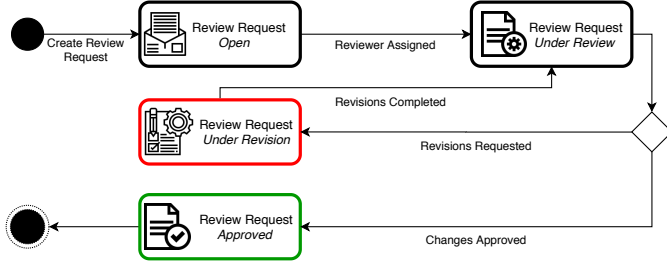 Create Review
Request
Review Request
Open
Reviewer Assigned
Review Request
Under Review
Revisions Completed
Review Request
Under Revision
Revisions Requested
Review Request
Approved
Changes Approved